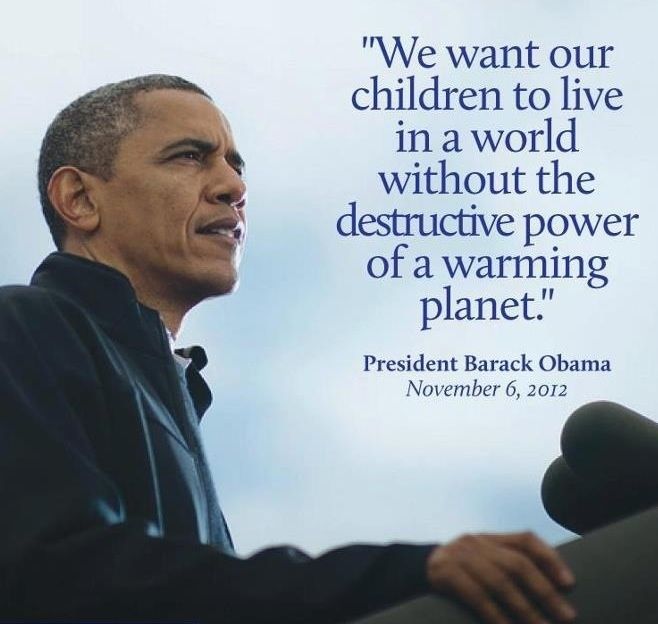 "We want our
children to live
in a world
without the
destructive power
of a warming
planet."
President Barack Obama
November 6, 2012